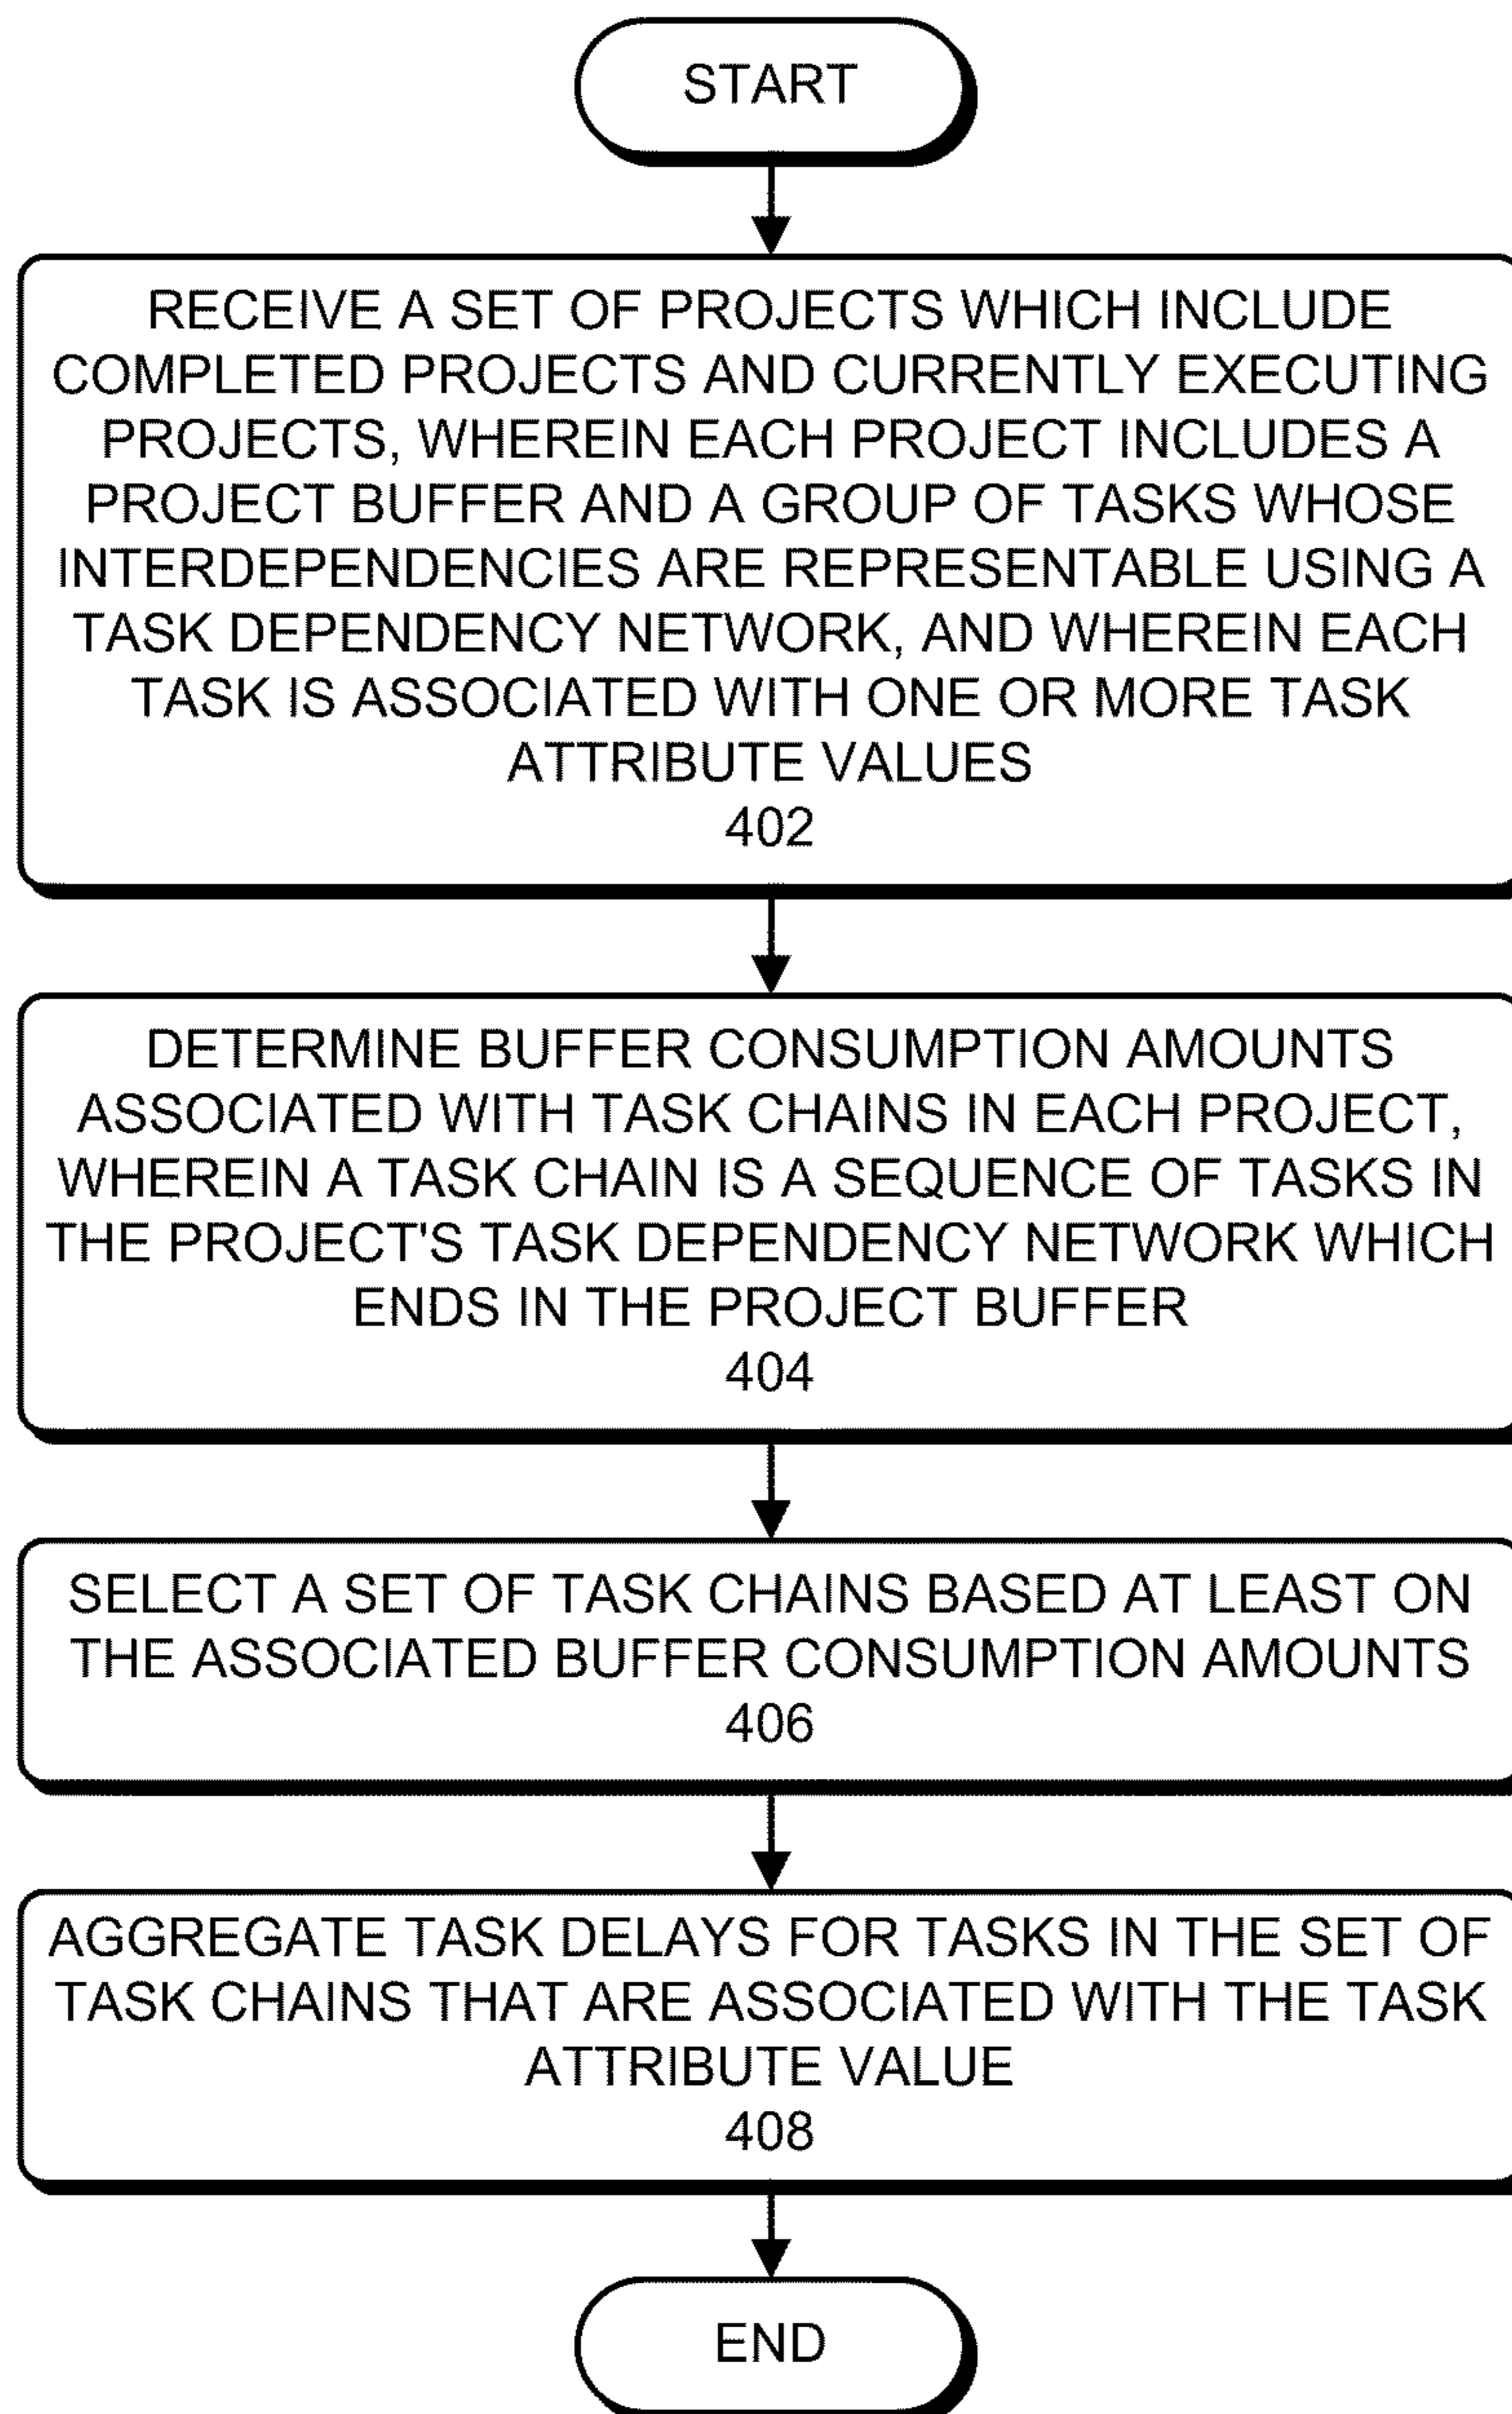 START
RECEIVE A SET OF PROJECTS WHICH INCLUDE
COMPLETED PROJECTS AND CURRENTLY EXECUTING
PROJECTS, WHEREIN EACH PROJECT INCLUDES A
PROJECT BUFFER AND A GROUP OF TASKS WHOSE
INTERDEPENDENCIES ARE REPRESENTABLE USING A
TASK DEPENDENCY NETWORK, AND WHEREIN EACH
TASK IS ASSOCIATED WITH ONE OR MORE TASK
ATTRIBUTE VALUES
402
DETERMINE BUFFER CONSUMPTION AMOUNTS
ASSOCIATED WITH TASK CHAINS IN EACH PROJECT,
WHEREIN A TASK CHAIN IS A SEQUENCE OF TASKS IN
THE PROJECT'S TASK DEPENDENCY NETWORK WHICH
ENDS IN THE PROJECT BUFFER
404
SELECT A SET OF TASK CHAINS BASED AT LEAST ON
THE ASSOCIATED BUFFER CONSUMPTION AMOUNTS
406
AGGREGATE TASK DELAYS FOR TASKS IN THE SET OF
TASK CHAINS THAT ARE ASSOCIATED WITH THE TASK
ATTRIBUTE VALUE
408
END